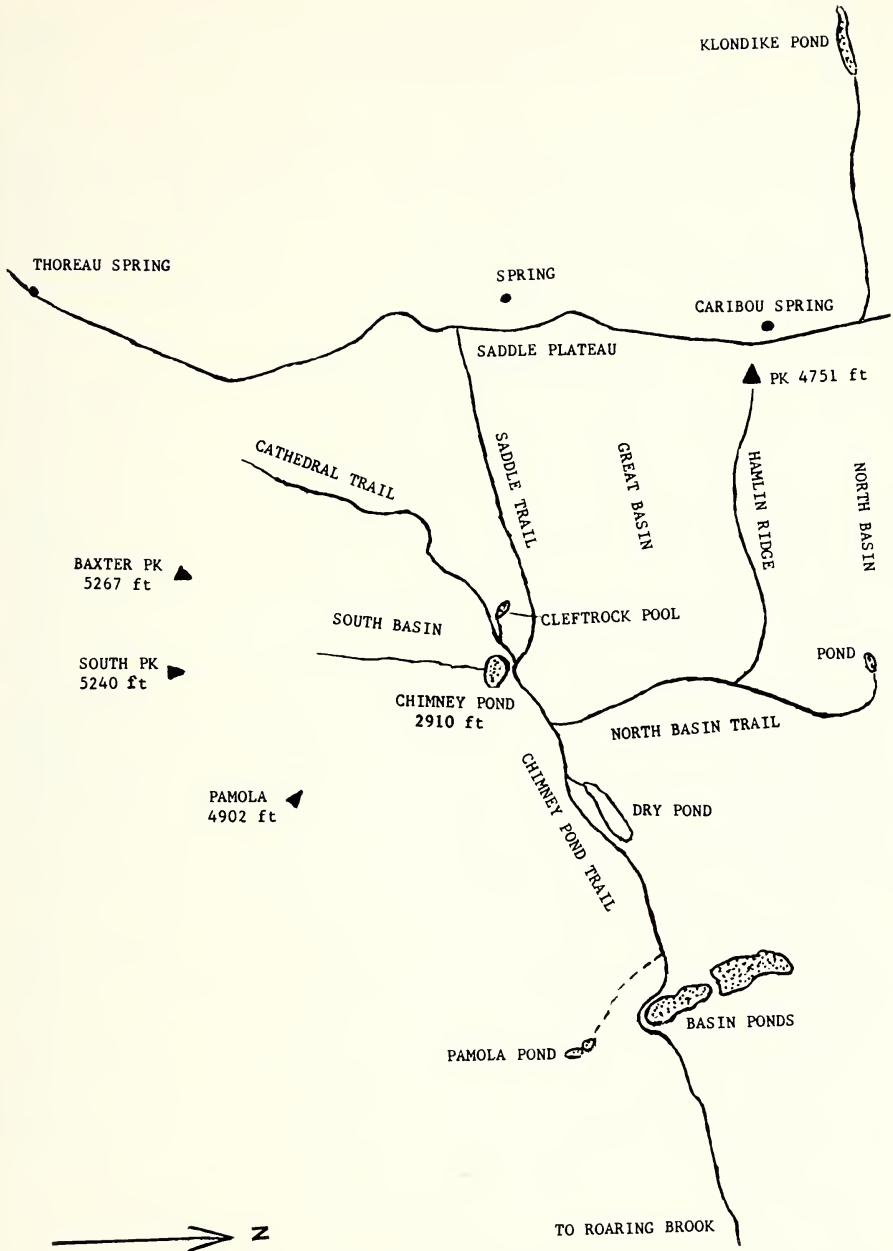 KLONDIKE POND
THOREAU SPRING
SPRING
CARIBOU SPRING
SADDLE PLATEAU
PK 4751 ft
CATHEDRAL TRAIL
SADDLE TRAIL
GREAT BASIN
HAMLIN RIDGE
NORTH BASIN
BAXTER PK
5267 ft
SOUTH BASIN
CLEFTROCK POOL
SOUTH PK
5240 ft
POND
CHIMNEY POND
2910 ft
NORTH BASIN TRAIL
PAMOLA
4902 ft
CHIMNEY POND TRAIL
DRY POND
BASIN PONDS
PAMOLA POND
N
TO ROARING BROOK